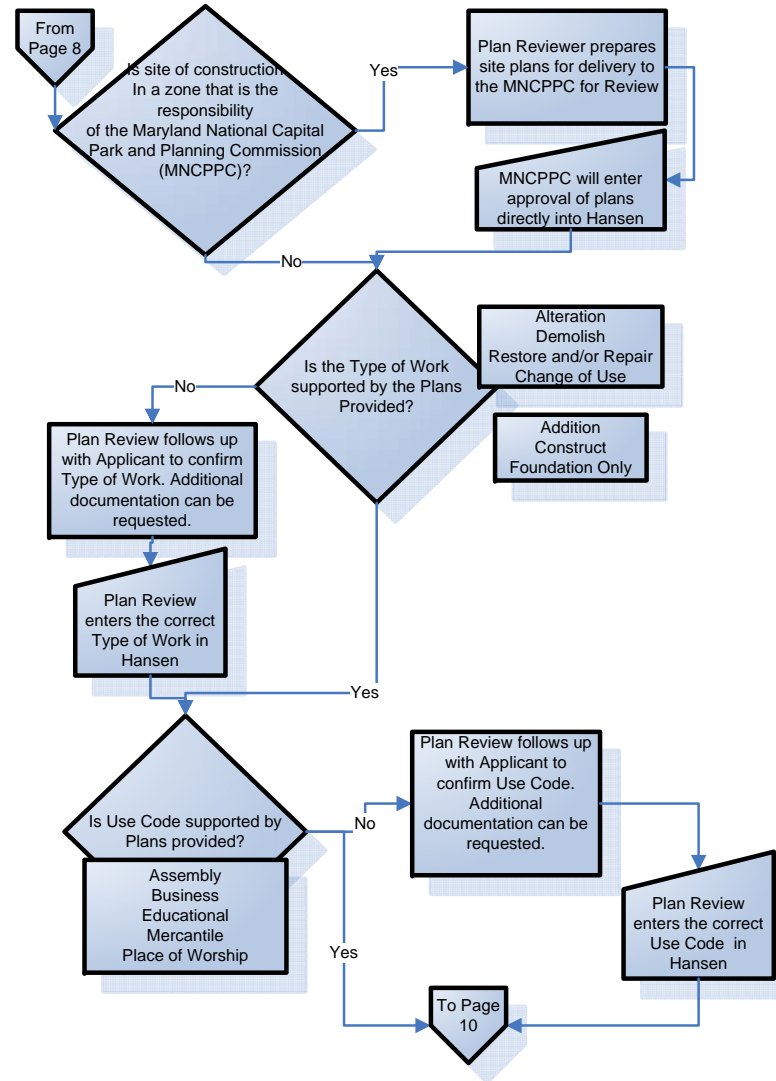 From
Page 8
Is site of construction
In a zone that is the
responsibility
of the Maryland National Capital
Park and Planning Commission
(MNCPPC)?
Yes
Plan Reviewer prepares
site plans for delivery to
the MNCPPC for Review
MNCPPC will enter
approval of plans
directly into Hansen
No
Is the Type of Work
supported by the Plans
Provided?
Alteration
Demolish
Restore and/or Repair
Change of Use
Addition
Construct
Foundation Only
No
Plan Review follows up
with Applicant to confirm
Type of Work. Additional
documentation can be
requested.
Plan Review
enters the correct
Type of Work in
Hansen
Yes
Is Use Code supported by
Plans provided?
Assembly
Business
Educational
Mercantile
Place of Worship
No
Plan Review follows up
with Applicant to
confirm Use Code.
Additional
documentation can be
requested.
Plan Review
enters the correct
Use Code in
Hansen
Yes
To Page
10